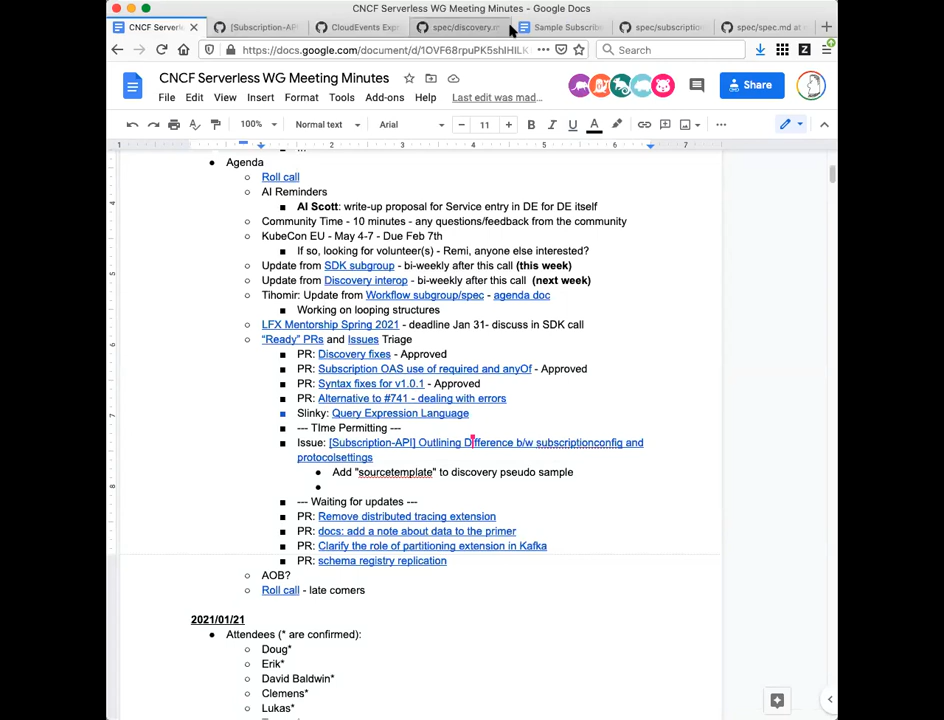 CNCF Serverless WG Meeting Minutes - Google Docs
CNCF Serverl
[Subscription-AP
CloudEvents Exp
spec/discovery.m
Sample Subscribe
spec/subscription
spec/spec.md at
https://docs.google.com/document/d/1OVF68rpuPK5shIHILK
Search
CNCF Serverless WG Meeting Minutes
Share
File Edit View Insert Format Tools Add-ons Help Last edit was mad...
100% Normal text Arial 11
1 1 2 3 4 5 6 7
Agenda
Roll call
AI Reminders
AI Scott: write-up proposal for Service entry in DE for DE itself
Community Time - 10 minutes - any questions/feedback from the community
KubeCon EU - May 4-7 - Due Feb 7th
If so, looking for volunteer(s) - Remi, anyone else interested?
Update from SDK subgroup - bi-weekly after this call (this week)
Update from Discovery interop - bi-weekly after this call (next week)
Tihomir: Update from Workflow subgroup/spec - agenda doc
Working on looping structures
LFX Mentorship Spring 2021 - deadline Jan 31- discuss in SDK call
“Ready” PRs and Issues Triage
PR: Discovery fixes - Approved
PR: Subscription OAS use of required and anyOf - Approved
PR: Syntax fixes for v1.0.1 - Approved
PR: Alternative to #741 - dealing with errors
Slinky: Query Expression Language
--- TIme Permitting ---
Issue: [Subscription-API] Outlining Difference b/w subscriptionconfig and
protocolsettings
Add "sourcetemplate" to discovery pseudo sample
--- Waiting for updates ---
PR: Remove distributed tracing extension
PR: docs: add a note about data to the primer
PR: Clarify the role of partitioning extension in Kafka
PR: schema registry replication
AOB?
Roll call - late comers
2021/01/21
Attendees (* are confirmed):
Doug*
Erik*
David Baldwin*
Clemens*
Lukas*